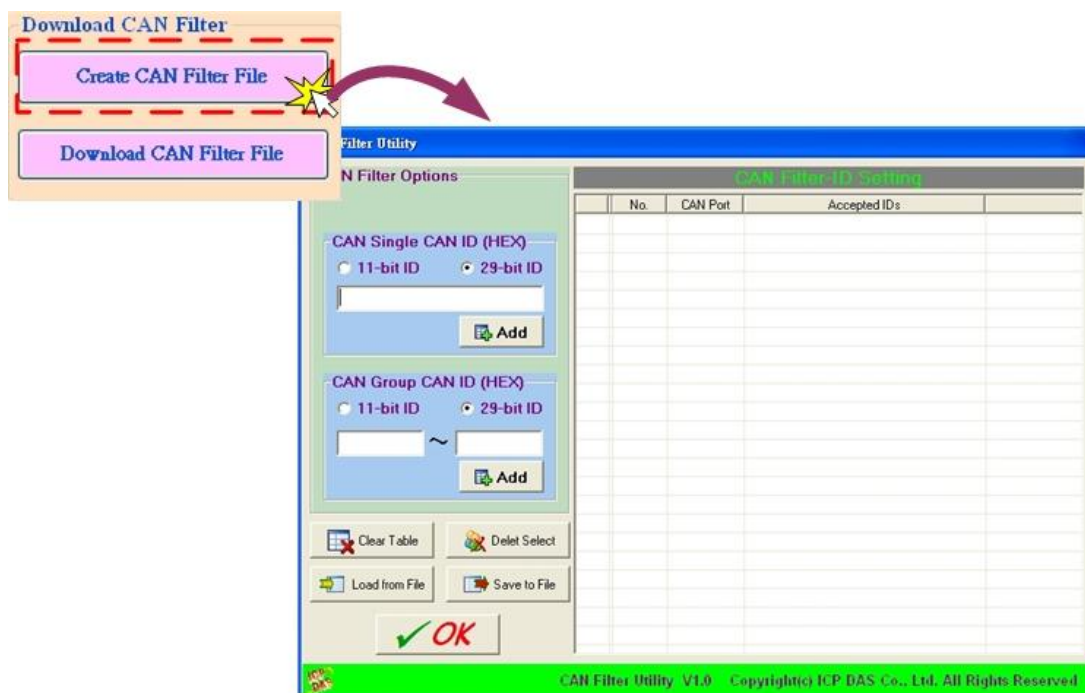 Download CAN Filter
Create CAN Filter File
Download CAN Filter File
Filter Utility
N Filter Options
CAN Single CAN ID (HEX)
11-bit ID 29-bit ID
Add
CAN Group CAN ID (HEX)
11-bit ID 29-bit ID
~
Add
Clear Table Delet Select
Load from File Save to File
OK
CAN Filter-ID Setting
No. CAN Port Accepted IDs
ICP DAS
CAN Filter Utility V1.0 Copyright(c) ICP DAS Co., Ltd. All Rights Reserved